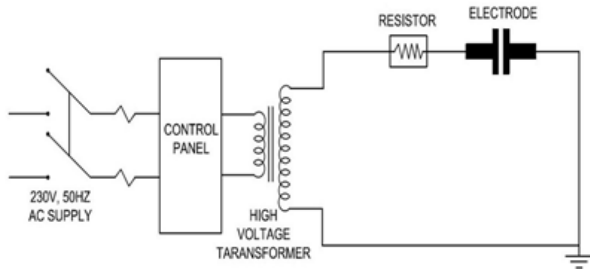 RESISTOR
ELECTRODE
CONTROL
PANEL
230V, 50HZ
AC SUPPLY
HIGH
VOLTAGE
TARANSFORMER